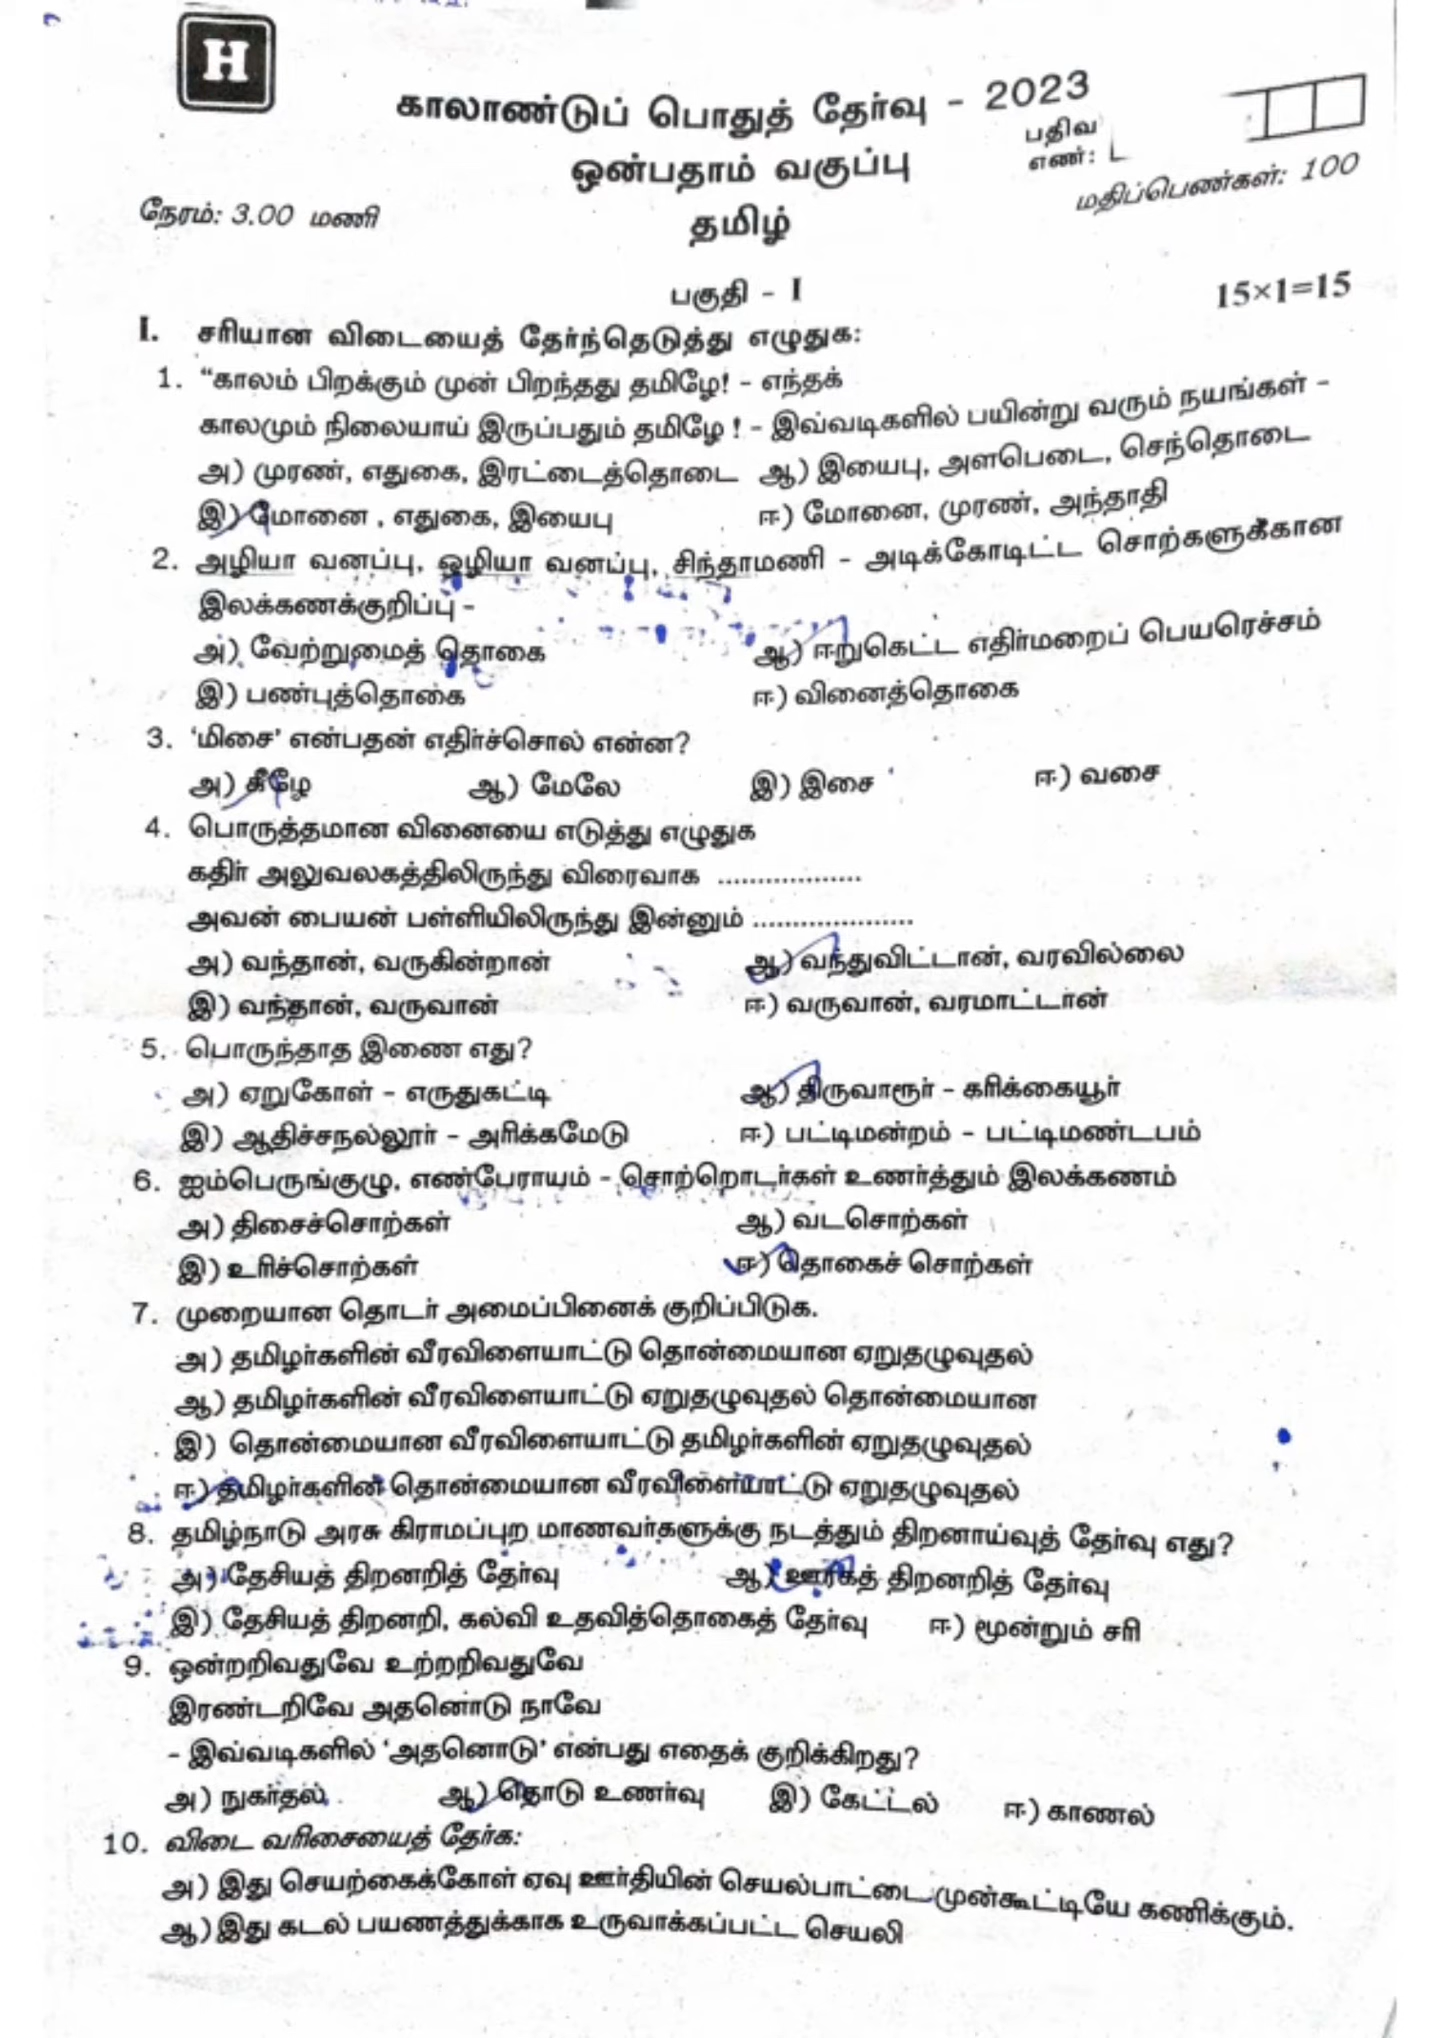 H
காலாண்டுப் பொதுத் தேர்வு - 2023
ஒன்பதாம் வகுப்பு
பதிவு
எண்:
நேரம்: 3.00 மணி
தமிழ்
மதிப்பெண்கள்: 100
பகுதி - I
15×1=15
I. சரியான விடையைத் தேர்ந்தெடுத்து எழுதுக:
1. “காலம் பிறக்கும் முன் பிறந்தது தமிழே! - எந்தக்
காலமும் நிலையாய் இருப்பதும் தமிழே ! - இவ்வடிகளில் பயின்று வரும் நயங்கள் -
அ) முரண், எதுகை, இரட்டைத்தொடை ஆ) இயைபு, அளபெடை, செந்தொடை
இ) மோனை , எதுகை, இயைபு ஈ) மோனை, முரண், அந்தாதி
2. அழியா வனப்பு, ஒழியா வனப்பு, சிந்தாமணி - அடிக்கோடிட்ட சொற்களுக்கான
இலக்கணக்குறிப்பு -
அ) வேற்றுமைத் தொகை ஆ) ஈறுகெட்ட எதிர்மறைப் பெயரெச்சம்
இ) பண்புத்தொகை ஈ) வினைத்தொகை
3. ‘மிசை’ என்பதன் எதிர்ச்சொல் என்ன?
அ) கீழே ஆ) மேலே இ) இசை ஈ) வசை
4. பொருத்தமான வினையை எடுத்து எழுதுக
கதிர் அலுவலகத்திலிருந்து விரைவாக ..................
அவன் பையன் பள்ளியிலிருந்து இன்னும் ....................
அ) வந்தான், வருகின்றான் ஆ) வந்துவிட்டான், வரவில்லை
இ) வந்தான், வருவான் ஈ) வருவான், வரமாட்டான்
5. பொருந்தாத இணை எது?
அ) ஏறுகோள் - எருதுகட்டி ஆ) திருவாரூர் - கரிக்கையூர்
இ) ஆதிச்சநல்லூர் - அரிக்கமேடு ஈ) பட்டிமன்றம் - பட்டிமண்டபம்
6. ஐம்பெருங்குழு, எண்பேராயம் - சொற்றொடர்கள் உணர்த்தும் இலக்கணம்
அ) திசைச்சொற்கள் ஆ) வடசொற்கள்
இ) உரிச்சொற்கள் ஈ) தொகைச் சொற்கள்
7. முறையான தொடர் அமைப்பினைக் குறிப்பிடுக.
அ) தமிழர்களின் வீரவிளையாட்டு தொன்மையான ஏறுதழுவுதல்
ஆ) தமிழர்களின் வீரவிளையாட்டு ஏறுதழுவுதல் தொன்மையான
இ) தொன்மையான வீரவிளையாட்டு தமிழர்களின் ஏறுதழுவுதல்
ஈ) தமிழர்களின் தொன்மையான வீரவிளையாட்டு ஏறுதழுவுதல்
8. தமிழ்நாடு அரசு கிராமப்புற மாணவர்களுக்கு நடத்தும் திறனாய்வுத் தேர்வு எது?
அ) தேசியத் திறனறித் தேர்வு ஆ) ஊரகத் திறனறித் தேர்வு
இ) தேசியத் திறனறி, கல்வி உதவித்தொகைத் தேர்வு ஈ) மூன்றும் சரி
9. ஒன்றறிவதுவே உற்றறிவதுவே
இரண்டறிவே அதனொடு நாவே
- இவ்வடிகளில் ‘அதனொடு’ என்பது எதைக் குறிக்கிறது?
அ) நுகர்தல் ஆ) தொடு உணர்வு இ) கேட்டல் ஈ) காணல்
10. விடை வரிசையைத் தேர்க:
அ) இது செயற்கைக்கோள் ஏவு ஊர்தியின் செயல்பாட்டை முன்கூட்டியே கணிக்கும்.
ஆ) இது கடல் பயணத்துக்காக உருவாக்கப்பட்ட செயலி